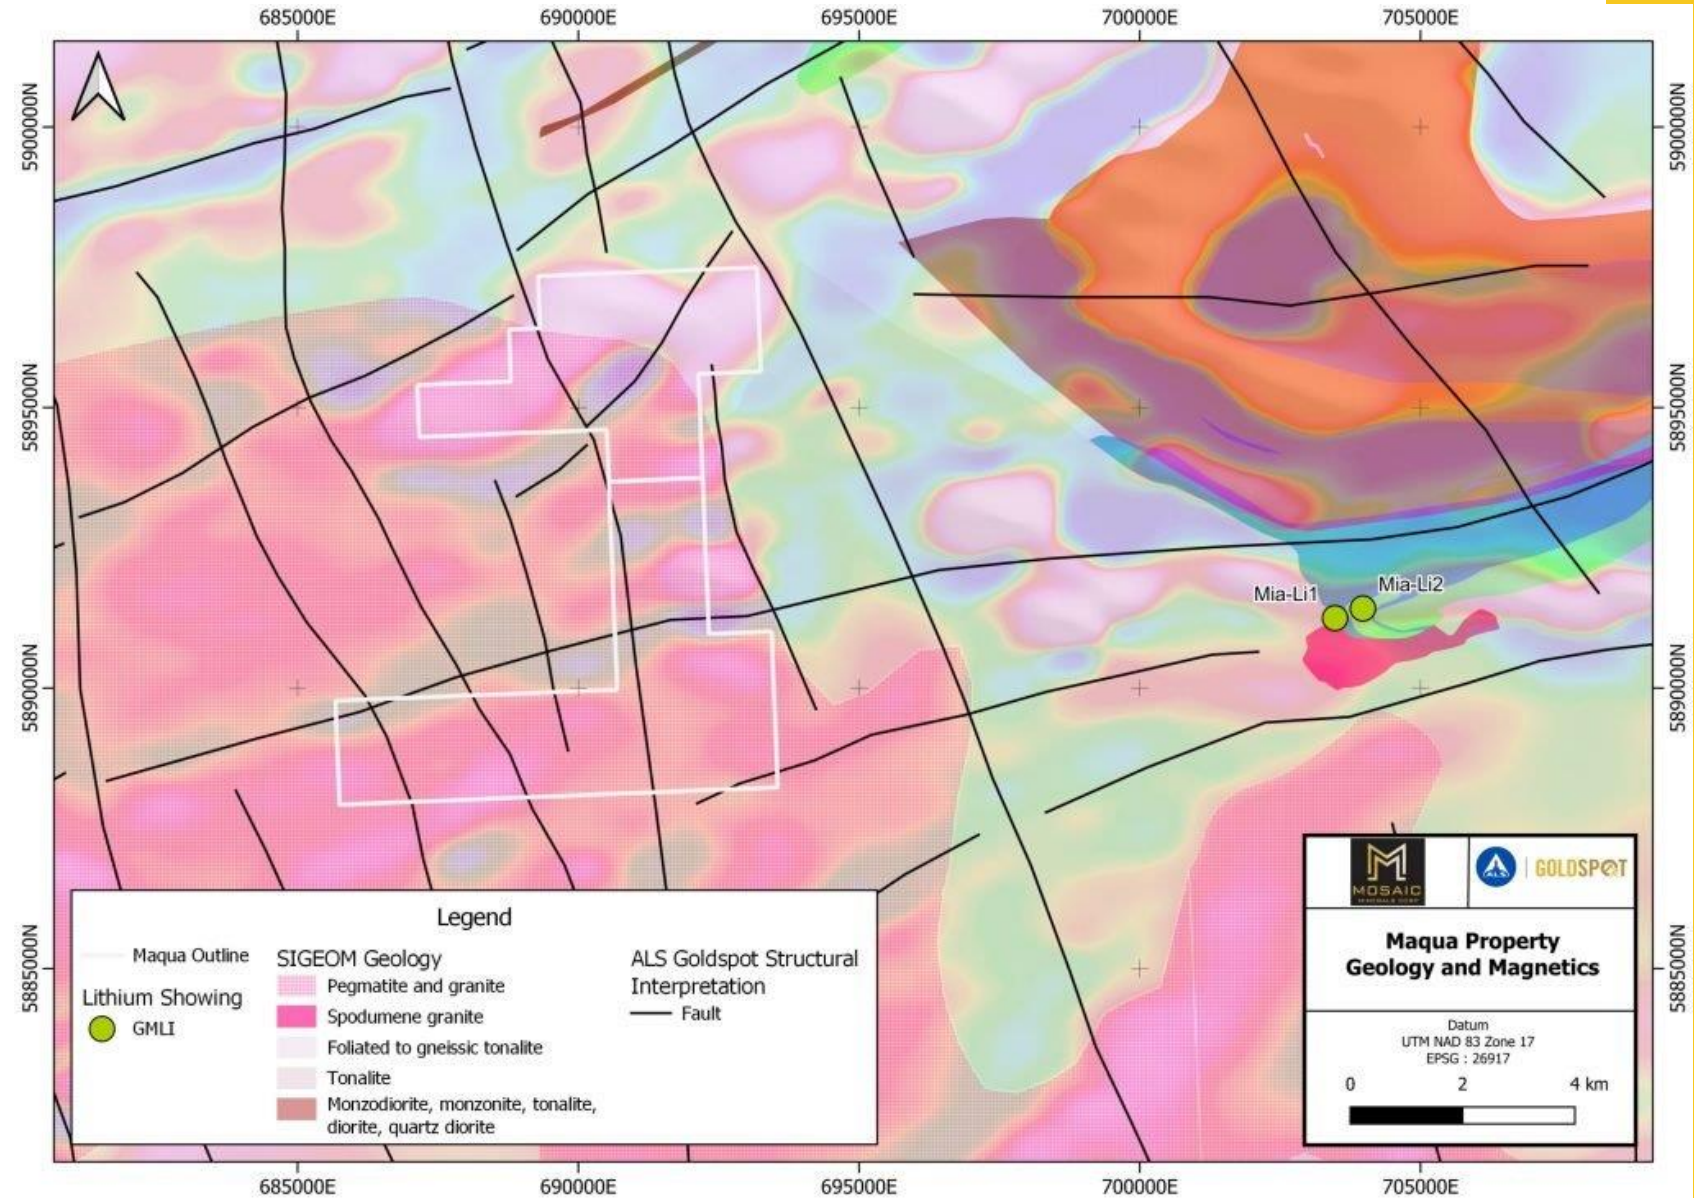 685000E 690000E 695000E 700000E 705000E
5900000N 5900000N
5895000N 5895000N
Mia-Li1 Mia-Li2
5890000N 5890000N
5885000N 5885000N
Legend
Maqua Outline
Lithium Showing
GMLI
SIGEOM Geology
Pegmatite and granite
Spodumene granite
Foliated to gneissic tonalite
Tonalite
Monzodiorite, monzonite, tonalite,
diorite, quartz diorite
ALS Goldspot Structural
Interpretation
Fault
MOSAIC
MINERALS CORP
ALS GOLDSPOT
Maqua Property
Geology and Magnetics
Datum
UTM NAD 83 Zone 17
EPSG : 26917
0 2 4 km
685000E 690000E 695000E 700000E 705000E